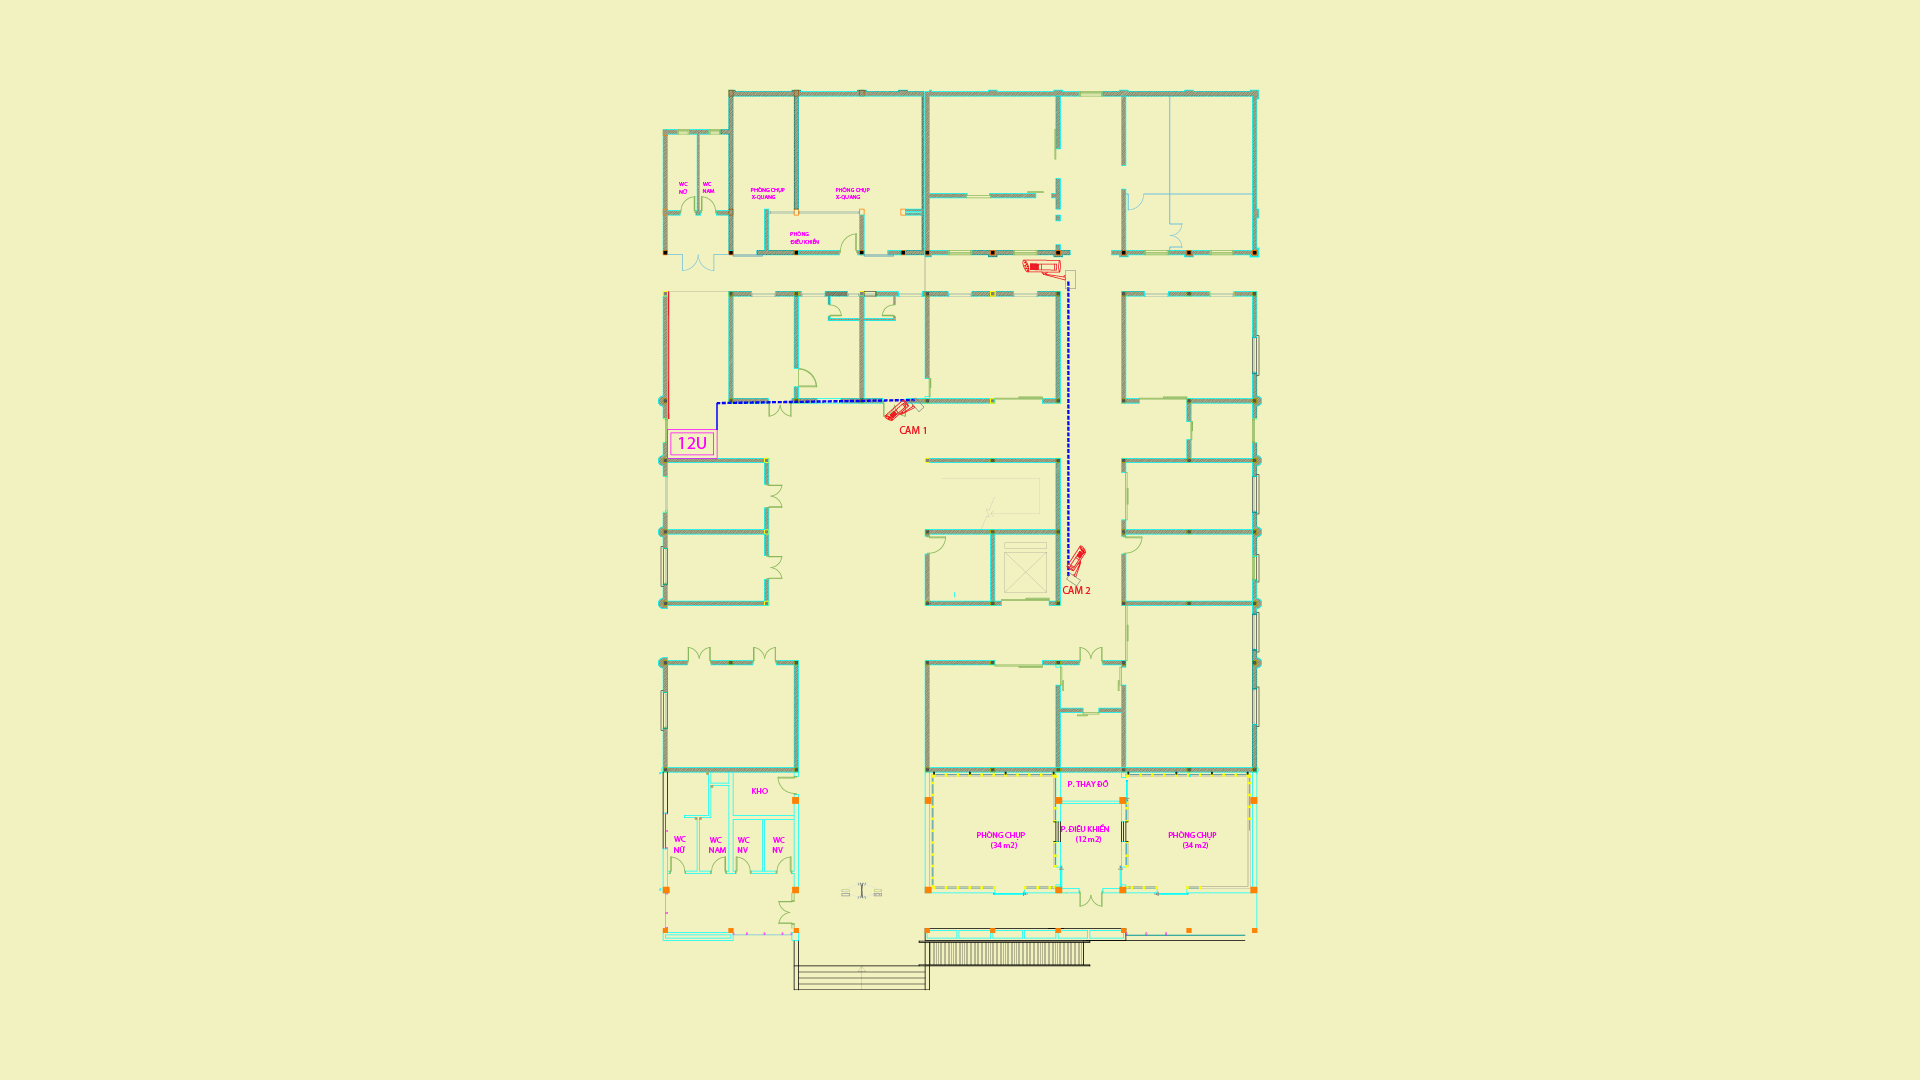 WC
NỮ
WC
NAM
PHÒNG CHỤP
X-QUANG
PHÒNG CHỤP
X-QUANG
PHÒNG
ĐIỀU KHIỂN
CAM 1
12U
CAM 2
KHO
P. THAY ĐỒ
PHÒNG CHỤP
(34 m2)
P. ĐIỀU KHIỂN
(12 m2)
PHÒNG CHỤP
(34 m2)
WC
NỮ
WC
NAM
WC
NV
WC
NV